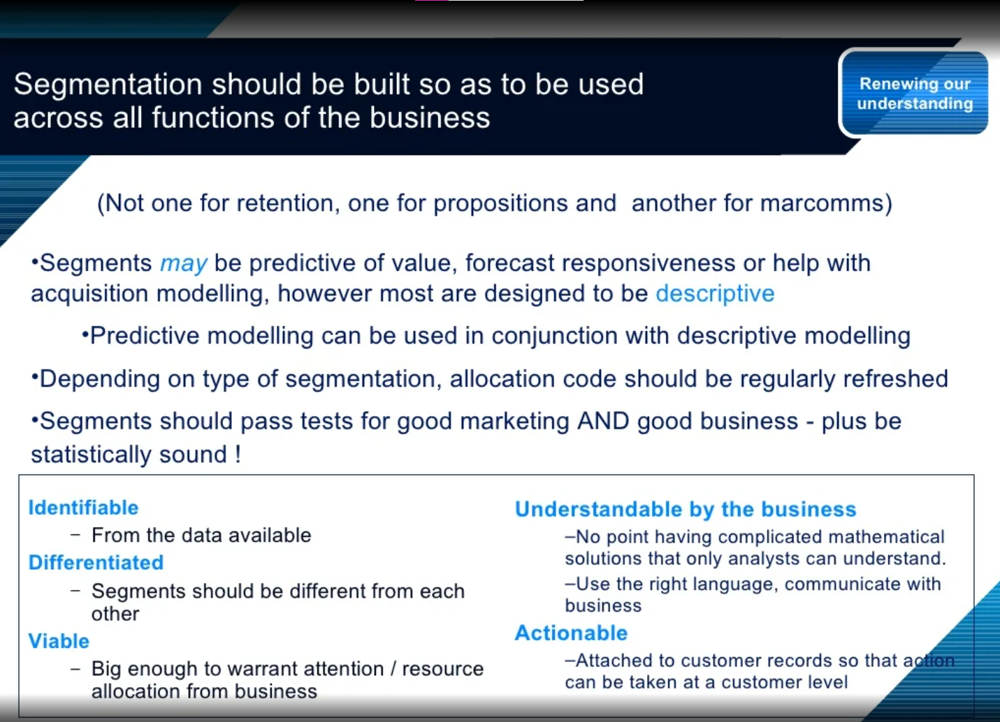 Segmentation should be built so as to be used
across all functions of the business
Renewing our
understanding
(Not one for retention, one for propositions and another for marcomms)
•Segments may be predictive of value, forecast responsiveness or help with
acquisition modelling, however most are designed to be descriptive
•Predictive modelling can be used in conjunction with descriptive modelling
•Depending on type of segmentation, allocation code should be regularly refreshed
•Segments should pass tests for good marketing AND good business - plus be
statistically sound !
Identifiable
– From the data available
Differentiated
– Segments should be different from each
other
Viable
– Big enough to warrant attention / resource
allocation from business
Understandable by the business
–No point having complicated mathematical
solutions that only analysts can understand.
–Use the right language, communicate with
business
Actionable
–Attached to customer records so that action
can be taken at a customer level